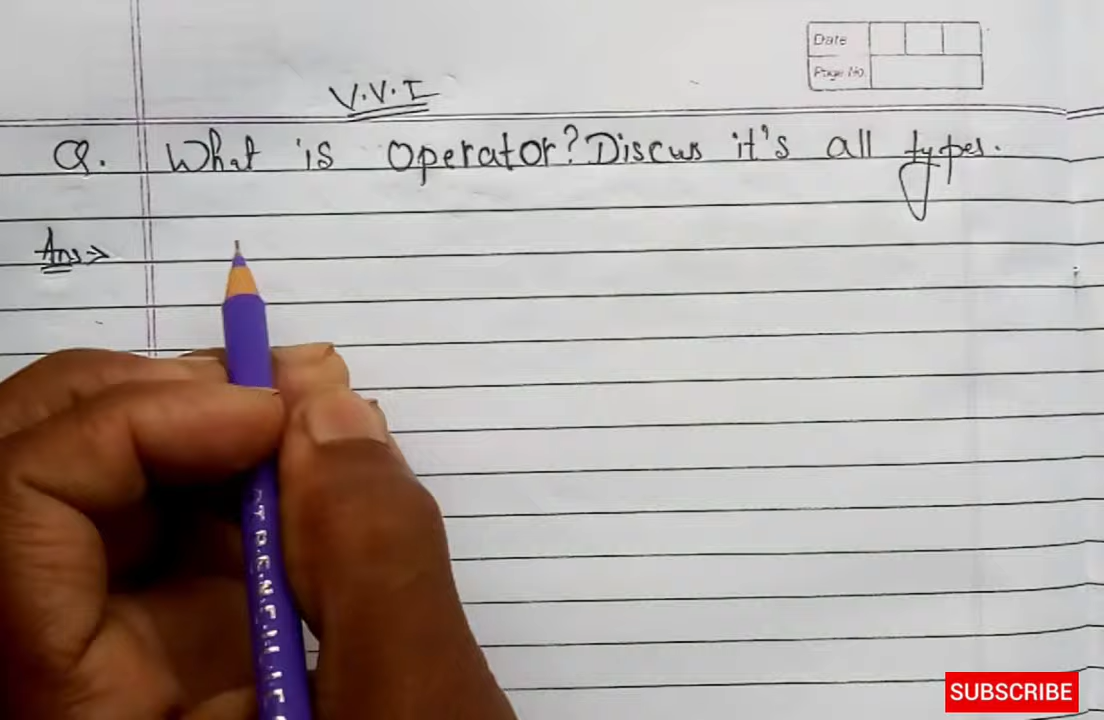 Date
Page No.
V.V.I
Q. What is Operator? Discuss it's all types.
Ans->
SUBSCRIBE